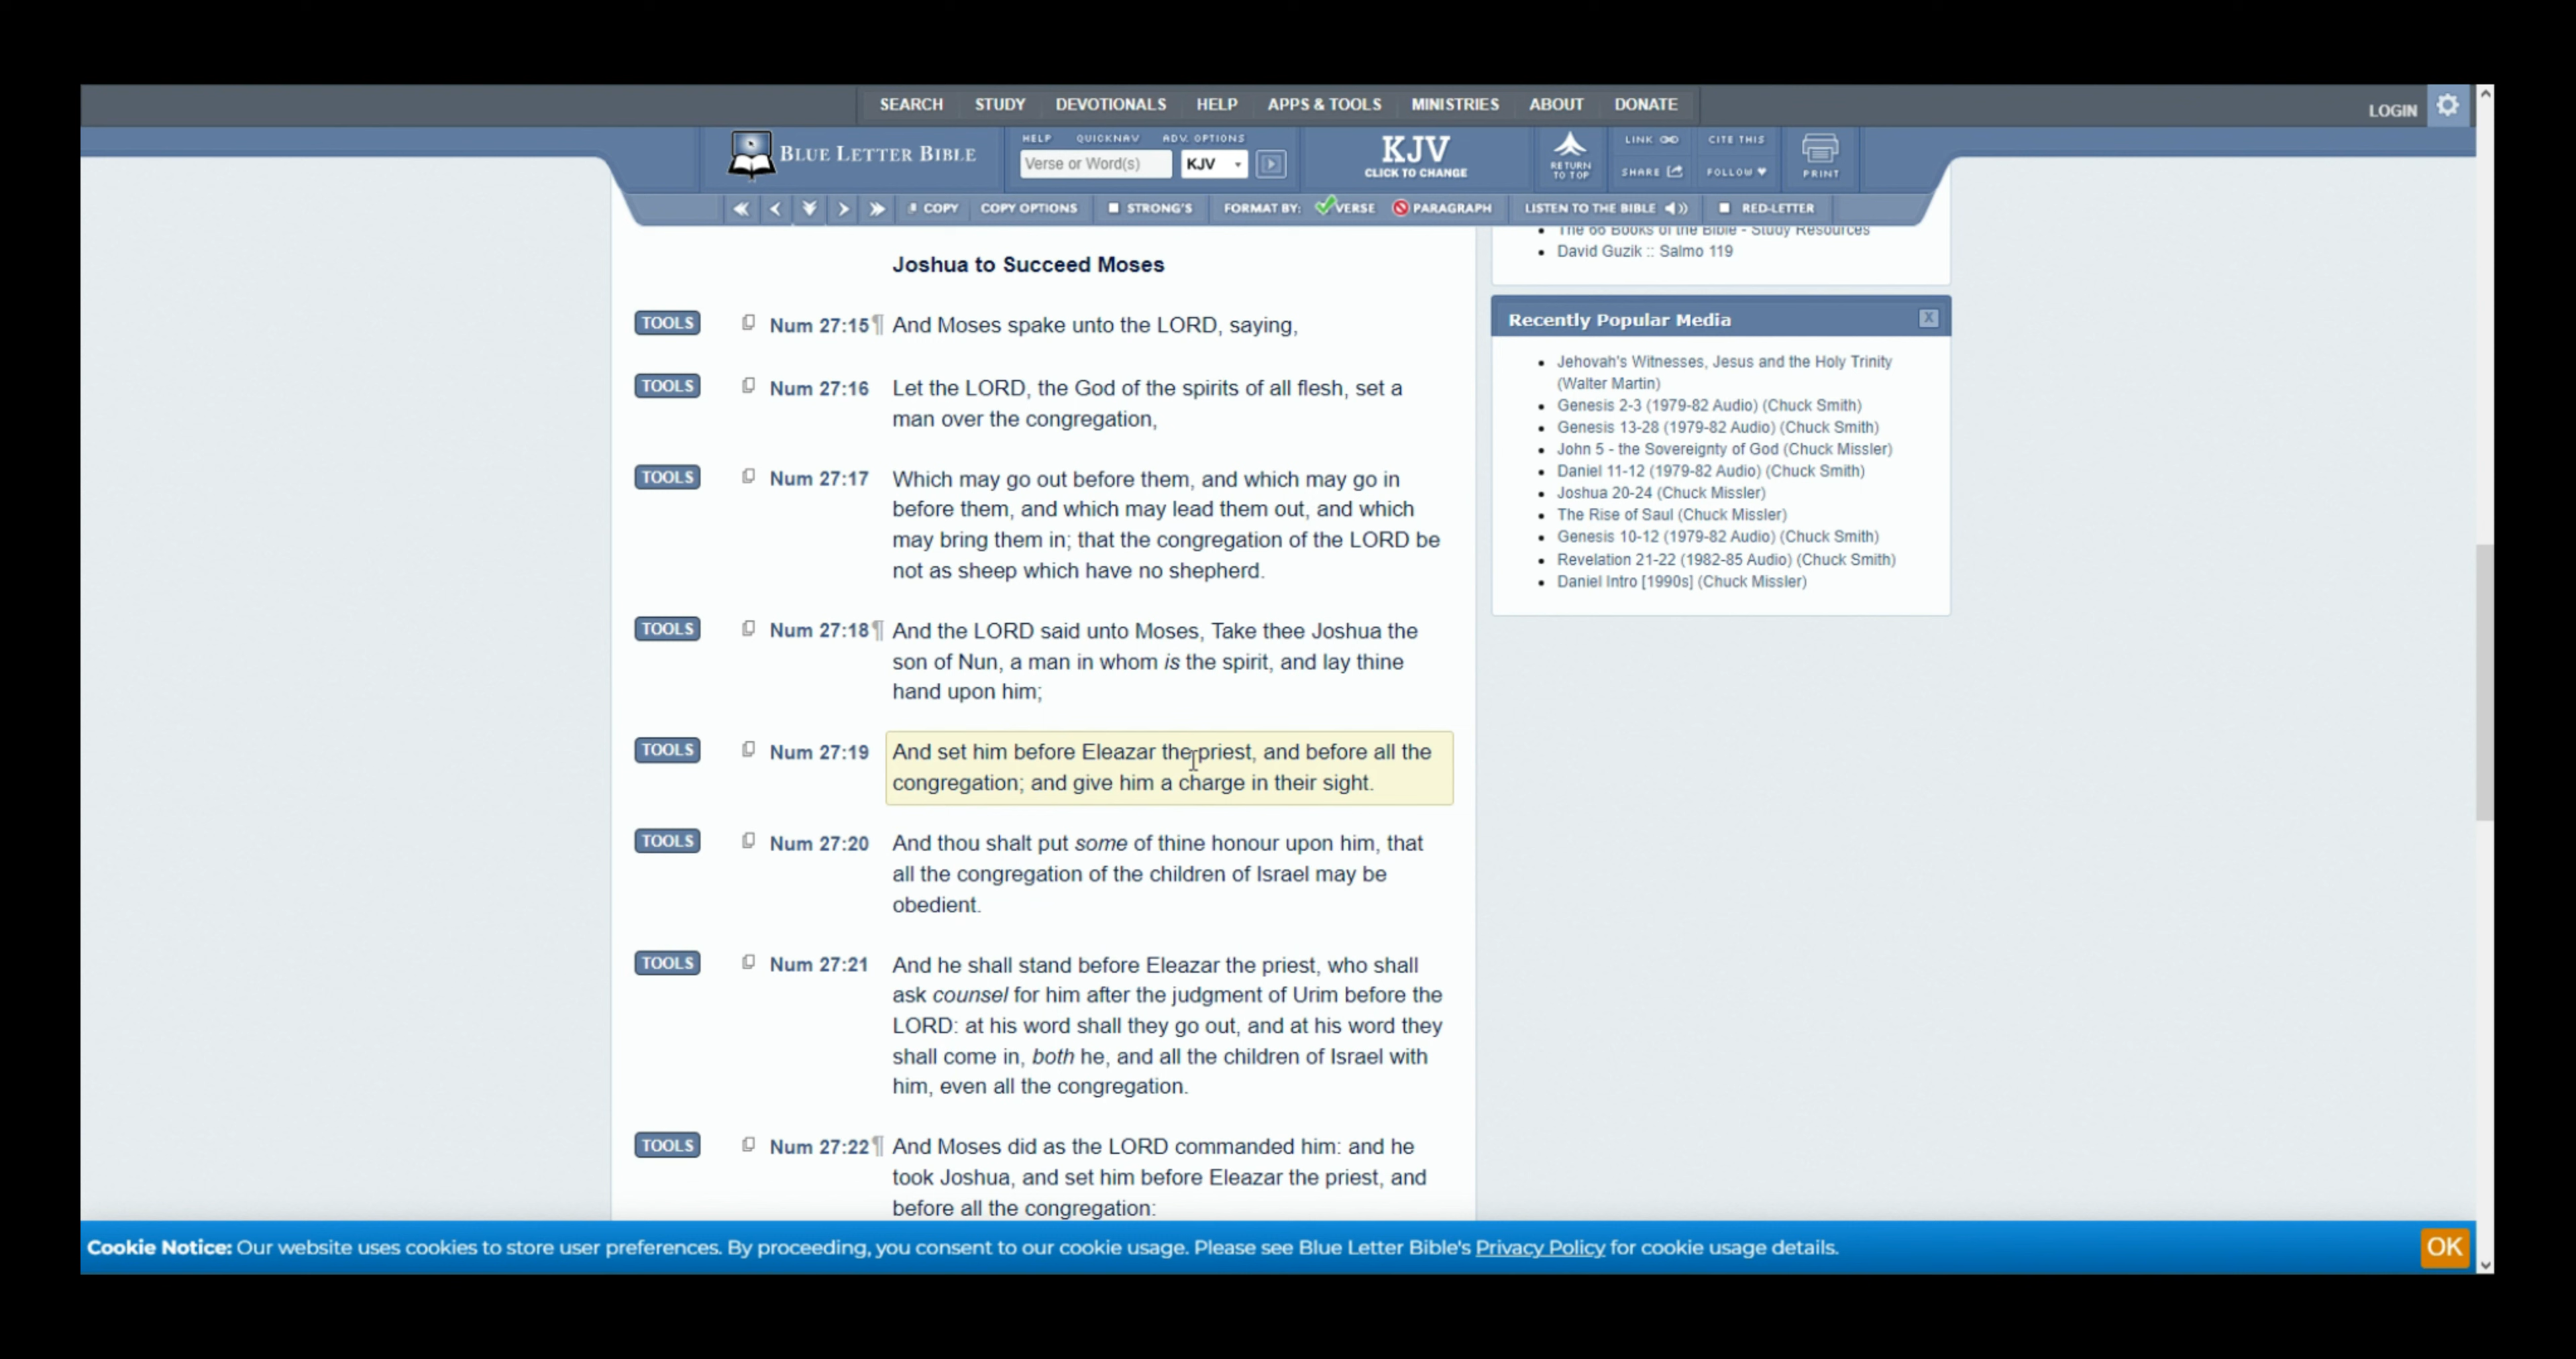 SEARCH STUDY DEVOTIONALS HELP APPS & TOOLS MINISTRIES ABOUT DONATE
LOGIN
BLUE LETTER BIBLE
HELP QUICKNAV ADV. OPTIONS
Verse or Word(s) KJV
KJV
CLICK TO CHANGE
RETURN
TO TOP
LINK CITE THIS
SHARE FOLLOW
PRINT
COPY COPY OPTIONS STRONG'S FORMAT BY: VERSE PARAGRAPH LISTEN TO THE BIBLE RED-LETTER
Joshua to Succeed Moses
TOOLS Num 27:15 ¶ And Moses spake unto the LORD, saying,
TOOLS Num 27:16 Let the LORD, the God of the spirits of all flesh, set a
man over the congregation,
TOOLS Num 27:17 Which may go out before them, and which may go in
before them, and which may lead them out, and which
may bring them in; that the congregation of the LORD be
not as sheep which have no shepherd.
TOOLS Num 27:18 ¶ And the LORD said unto Moses, Take thee Joshua the
son of Nun, a man in whom is the spirit, and lay thine
hand upon him;
TOOLS Num 27:19 And set him before Eleazar the priest, and before all the
congregation; and give him a charge in their sight.
TOOLS Num 27:20 And thou shalt put some of thine honour upon him, that
all the congregation of the children of Israel may be
obedient.
TOOLS Num 27:21 And he shall stand before Eleazar the priest, who shall
ask counsel for him after the judgment of Urim before the
LORD: at his word shall they go out, and at his word they
shall come in, both he, and all the children of Israel with
him, even all the congregation.
TOOLS Num 27:22 ¶ And Moses did as the LORD commanded him: and he
took Joshua, and set him before Eleazar the priest, and
before all the congregation:
The 66 Books of the Bible - Study Resources
David Guzik :: Salmo 119
Recently Popular Media X
Jehovah's Witnesses, Jesus and the Holy Trinity
(Walter Martin)
Genesis 2-3 (1979-82 Audio) (Chuck Smith)
Genesis 13-28 (1979-82 Audio) (Chuck Smith)
John 5 - the Sovereignty of God (Chuck Missler)
Daniel 11-12 (1979-82 Audio) (Chuck Smith)
Joshua 20-24 (Chuck Missler)
The Rise of Saul (Chuck Missler)
Genesis 10-12 (1979-82 Audio) (Chuck Smith)
Revelation 21-22 (1982-85 Audio) (Chuck Smith)
Daniel Intro [1990s] (Chuck Missler)
Cookie Notice: Our website uses cookies to store user preferences. By proceeding, you consent to our cookie usage. Please see Blue Letter Bible's Privacy Policy for cookie usage details.
OK